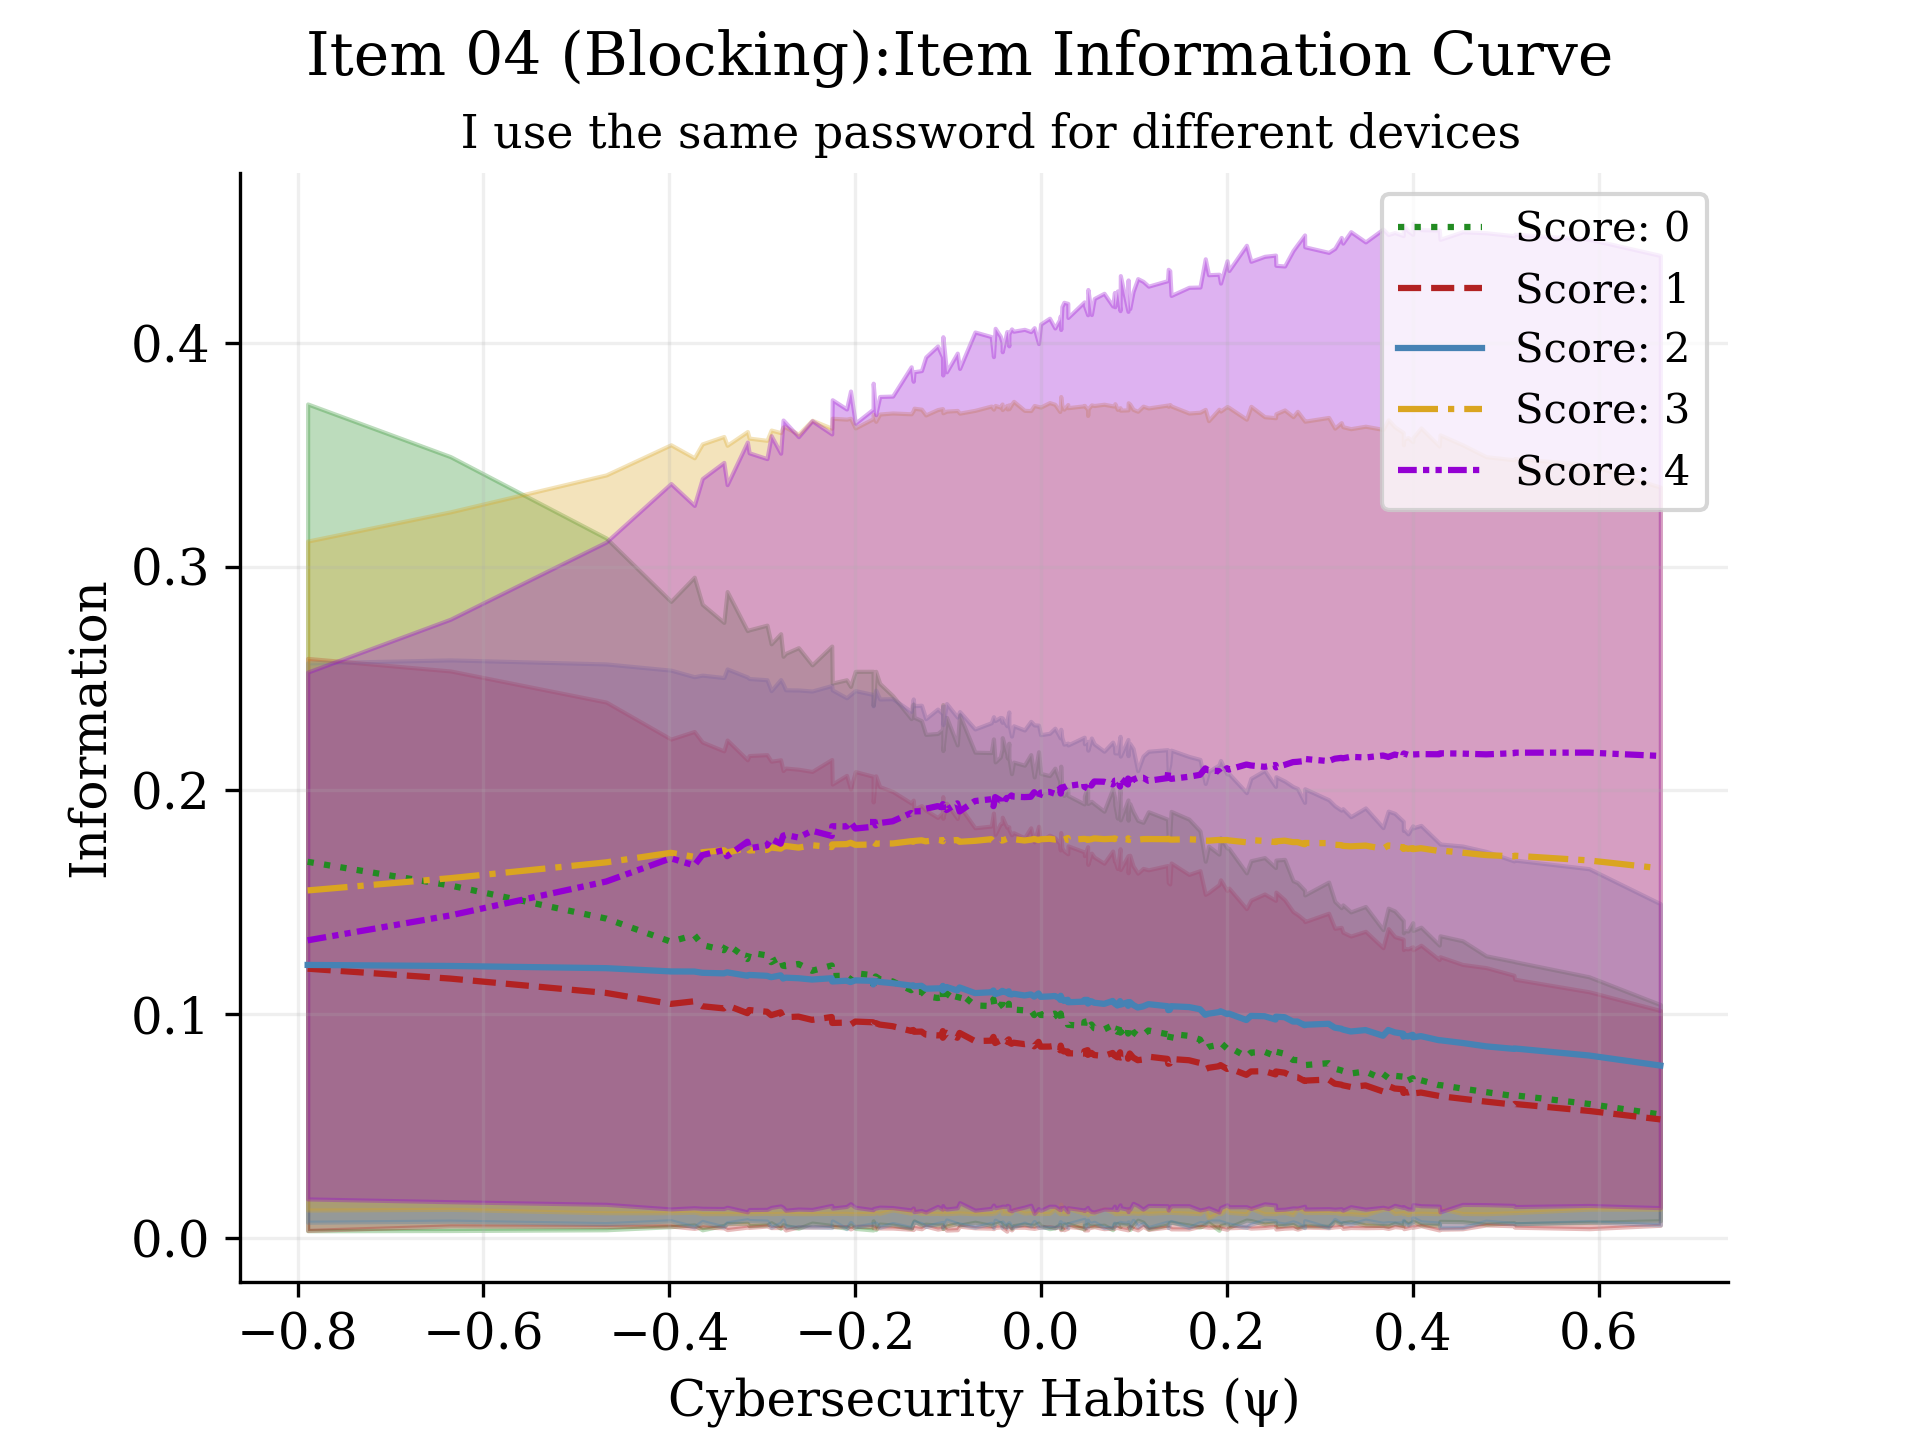 Item 04 (Blocking):Item Information Curve
I use the same password for different devices
Score: 0
Score: 1
Score: 2
Score: 3
Score: 4
Information
0.4
0.3
0.2
0.1
0.0
−0.8 −0.6 −0.4 −0.2 0.0 0.2 0.4 0.6
Cybersecurity Habits (ψ)